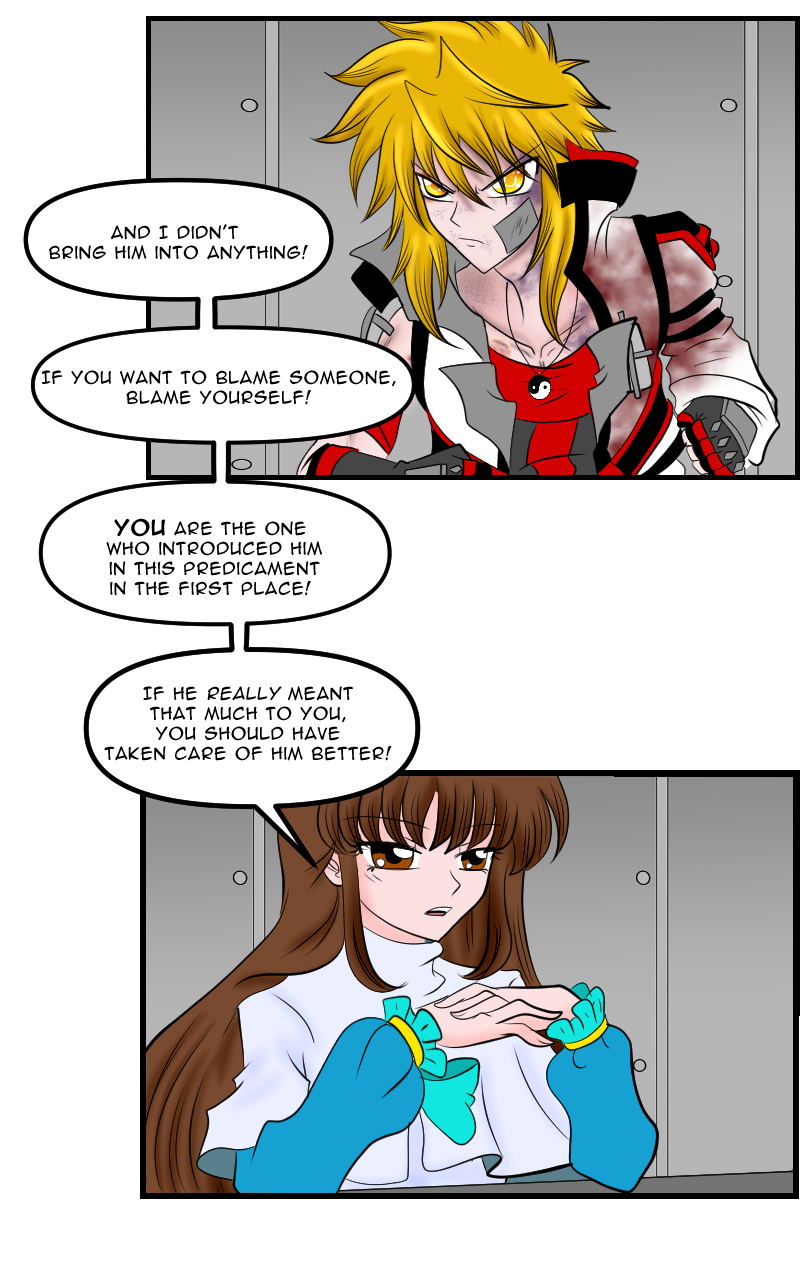 AND I DIDN'T
BRING HIM INTO ANYTHING!
IF YOU WANT TO BLAME SOMEONE,
BLAME YOURSELF!
YOU ARE THE ONE
WHO INTRODUCED HIM
IN THIS PREDICAMENT
IN THE FIRST PLACE!
IF HE REALLY MEANT
THAT MUCH TO YOU,
YOU SHOULD HAVE
TAKEN CARE OF HIM BETTER!